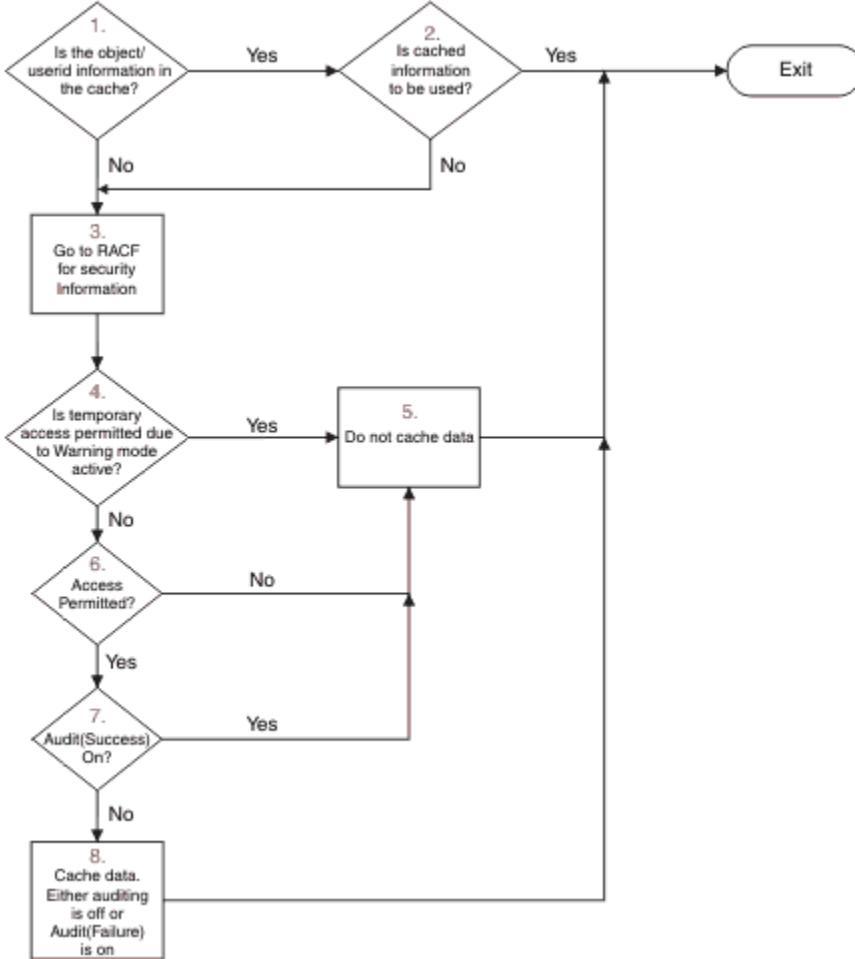 1.
Is the object/
userid information in
the cache?
Yes
2.
Is cached
information
to be used?
Yes
Exit
No
No
3.
Go to RACF
for security
Information
4.
Is temporary
access permitted due
to Warning mode
active?
Yes
5.
Do not cache data
No
6.
Access
Permitted?
No
Yes
7.
Audit(Success)
On?
Yes
No
8.
Cache data.
Either auditing
is off or
Audit(Failure)
is on